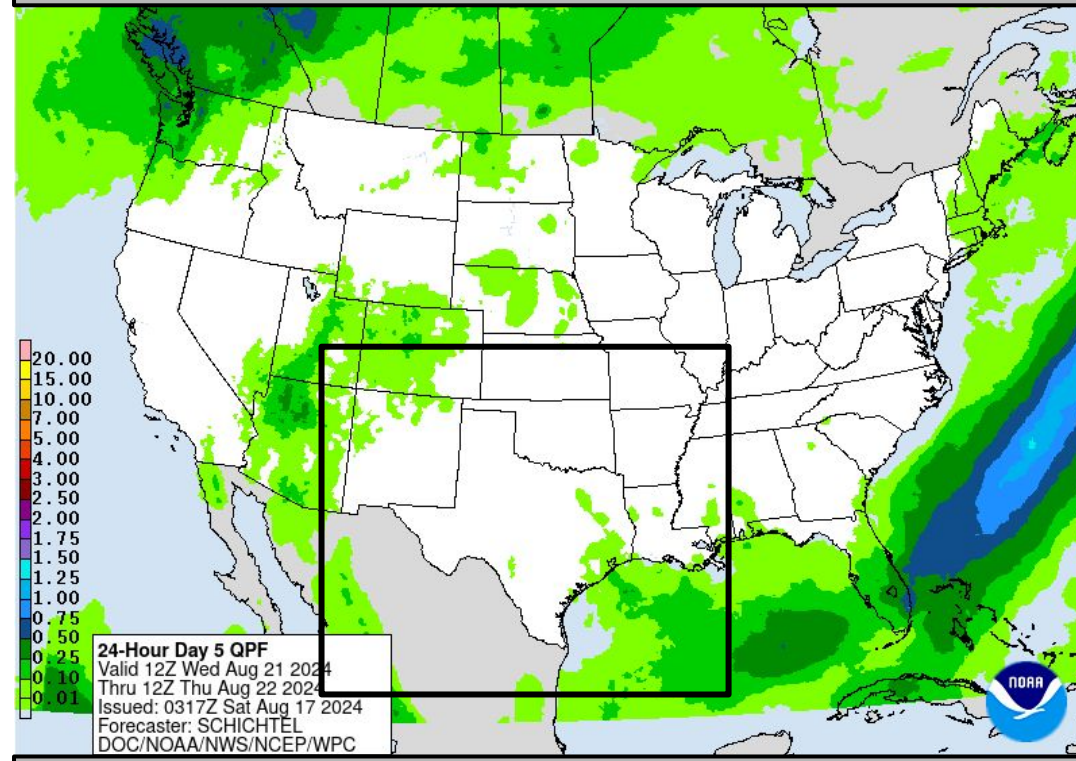 20.00
15.00
10.00
7.00
5.00
4.00
3.00
2.50
2.00
1.75
1.50
1.25
1.00
0.75
0.50
0.25
0.10
0.01
24-Hour Day 5 QPF
Valid 12Z Wed Aug 21 2024
Thru 12Z Thu Aug 22 2024
Issued: 0317Z Sat Aug 17 2024
Forecaster: SCHICHTEL
DOC/NOAA/NWS/NCEP/WPC
NOAA